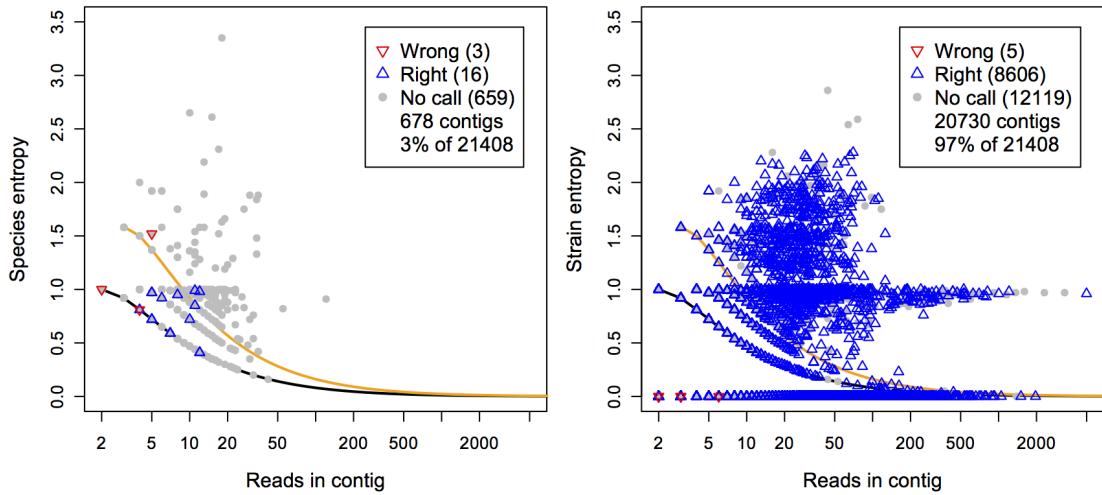 3.5
3.0
2.5
2.0
1.5
1.0
0.5
0.0
Species entropy
Wrong (3)
Right (16)
No call (659)
678 contigs
3% of 21408
2 5 10 20 50 200 500 2000
Reads in contig
3.5
3.0
2.5
2.0
1.5
1.0
0.5
0.0
Strain entropy
Wrong (5)
Right (8606)
No call (12119)
20730 contigs
97% of 21408
2 5 10 20 50 200 500 2000
Reads in contig